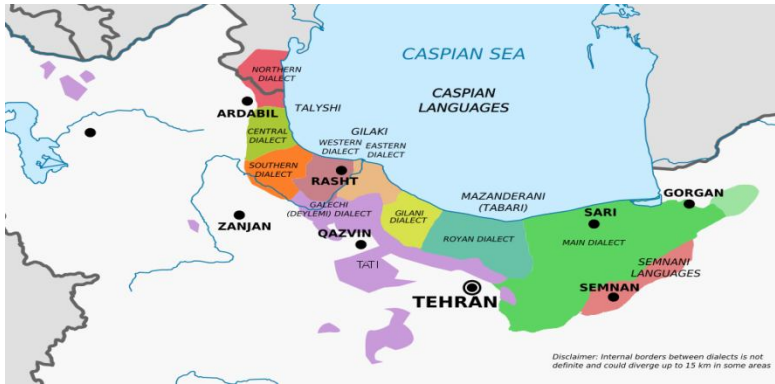 CASPIAN SEA
CASPIAN
LANGUAGES
NORTHERN
DIALECT
ARDABIL
TALYSHI
CENTRAL
DIALECT
GILAKI
WESTERN
DIALECT
EASTERN
DIALECT
SOUTHERN
DIALECT
RASHT
MAZANDERANI
(TABARI)
GORGAN
GALECHI
(DEYLEMI) DIALECT
GILANI
DIALECT
SARI
ZANJAN
QAZVIN
ROYAN DIALECT
MAIN DIALECT
TATI
SEMNANI
LANGUAGES
TEHRAN
SEMNAN
Disclaimer: Internal borders between dialects is not
definite and could diverge up to 15 km in some areas